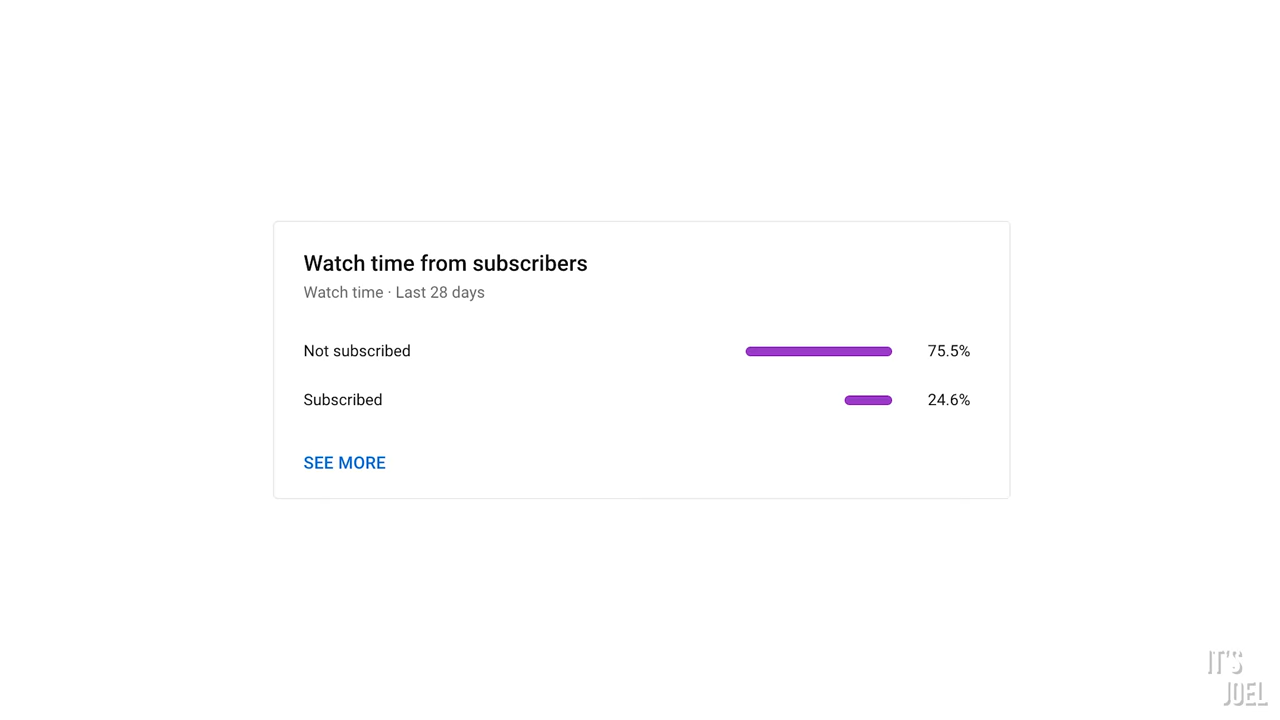 Watch time from subscribers
Watch time · Last 28 days
Not subscribed 75.5%
Subscribed 24.6%
SEE MORE
IT'S
JOEL